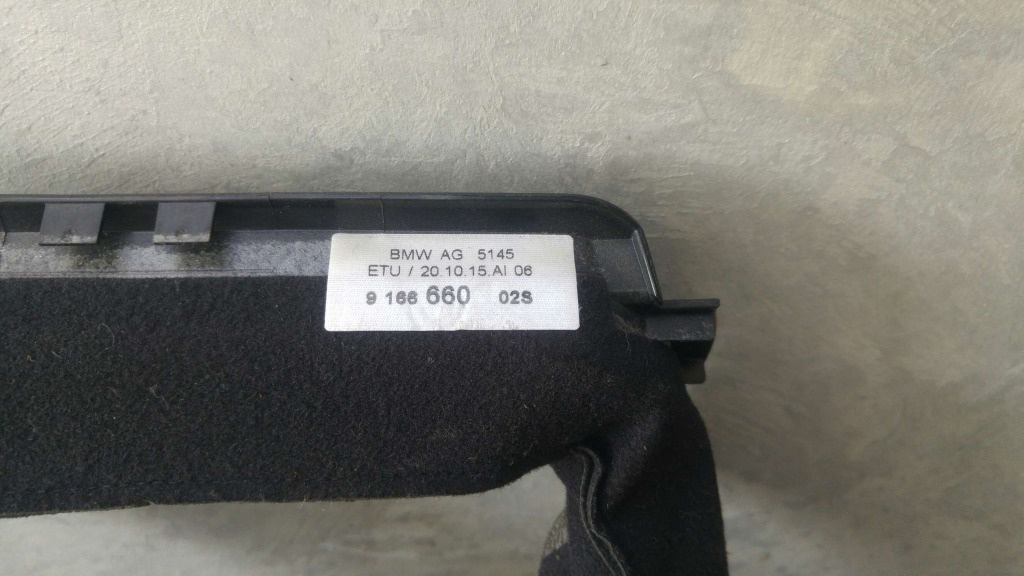 BMW AG 5145
ETU / 20.10.15.AI 06
9 166 660 02S